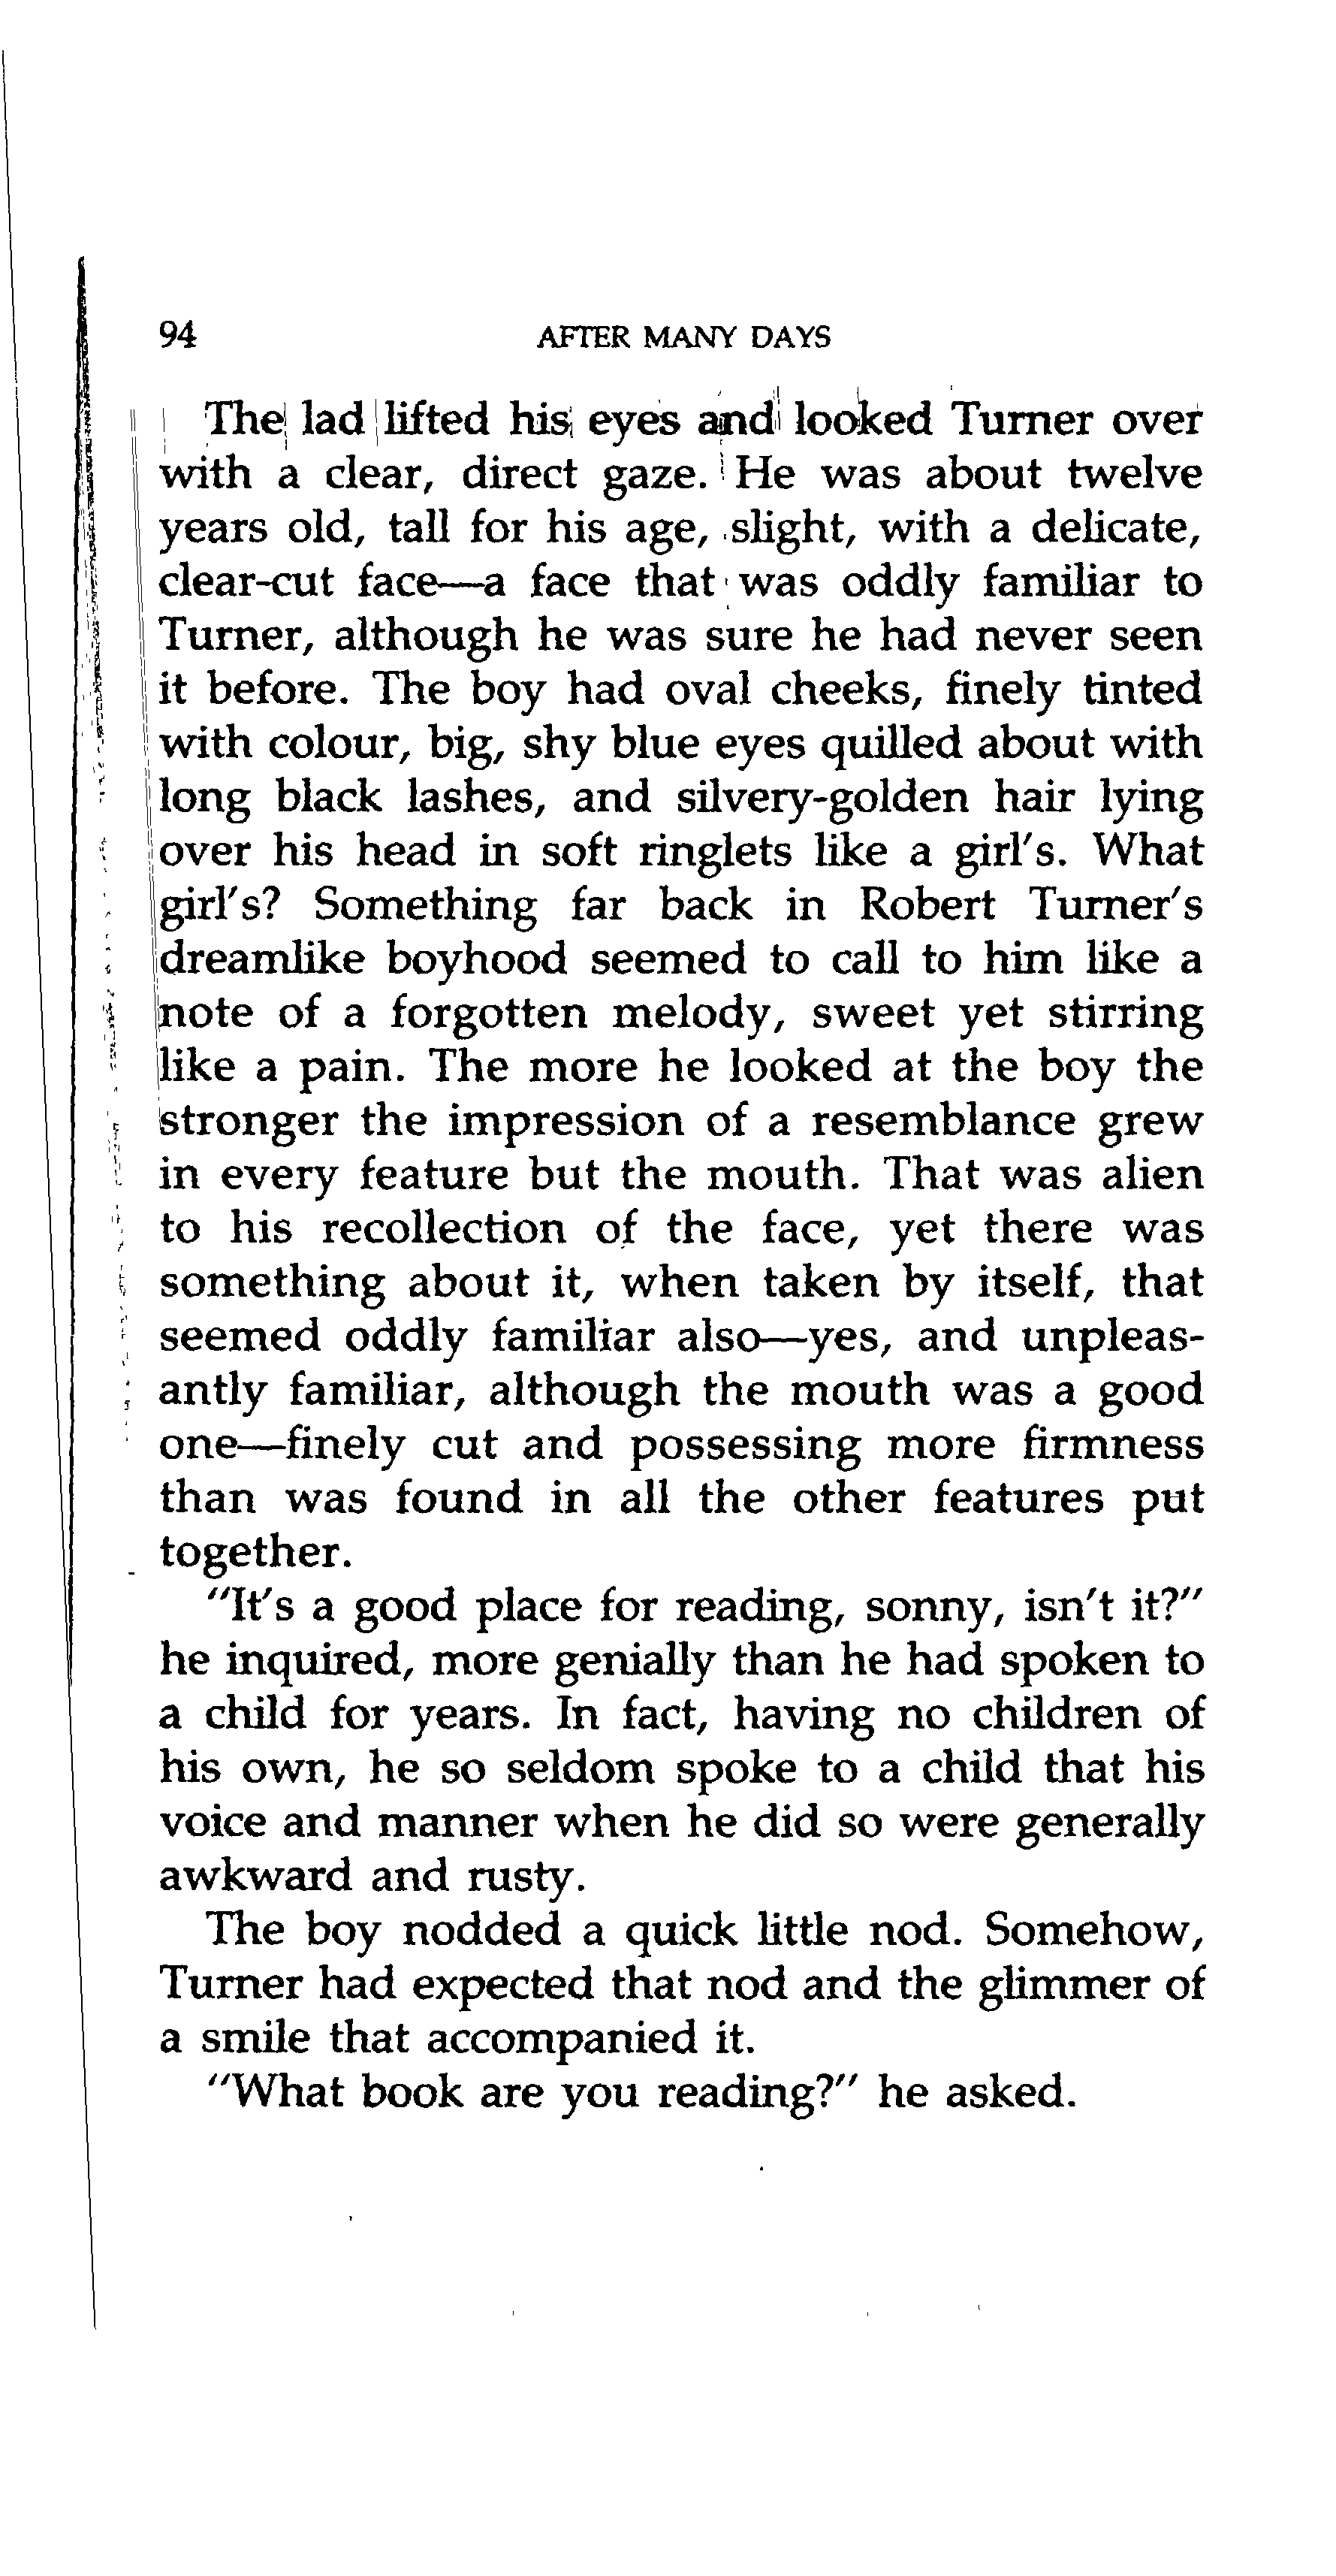 94 AFTER MANY DAYS
The lad lifted his eyes and looked Turner over
with a clear, direct gaze. He was about twelve
years old, tall for his age, slight, with a delicate,
clear-cut face—a face that was oddly familiar to
Turner, although he was sure he had never seen
it before. The boy had oval cheeks, finely tinted
with colour, big, shy blue eyes quilled about with
long black lashes, and silvery-golden hair lying
over his head in soft ringlets like a girl's. What
girl's? Something far back in Robert Turner's
dreamlike boyhood seemed to call to him like a
note of a forgotten melody, sweet yet stirring
like a pain. The more he looked at the boy the
stronger the impression of a resemblance grew
in every feature but the mouth. That was alien
to his recollection of the face, yet there was
something about it, when taken by itself, that
seemed oddly familiar also—yes, and unpleas-
antly familiar, although the mouth was a good
one—finely cut and possessing more firmness
than was found in all the other features put
together.
"It's a good place for reading, sonny, isn't it?"
he inquired, more genially than he had spoken to
a child for years. In fact, having no children of
his own, he so seldom spoke to a child that his
voice and manner when he did so were generally
awkward and rusty.
The boy nodded a quick little nod. Somehow,
Turner had expected that nod and the glimmer of
a smile that accompanied it.
"What book are you reading?" he asked.